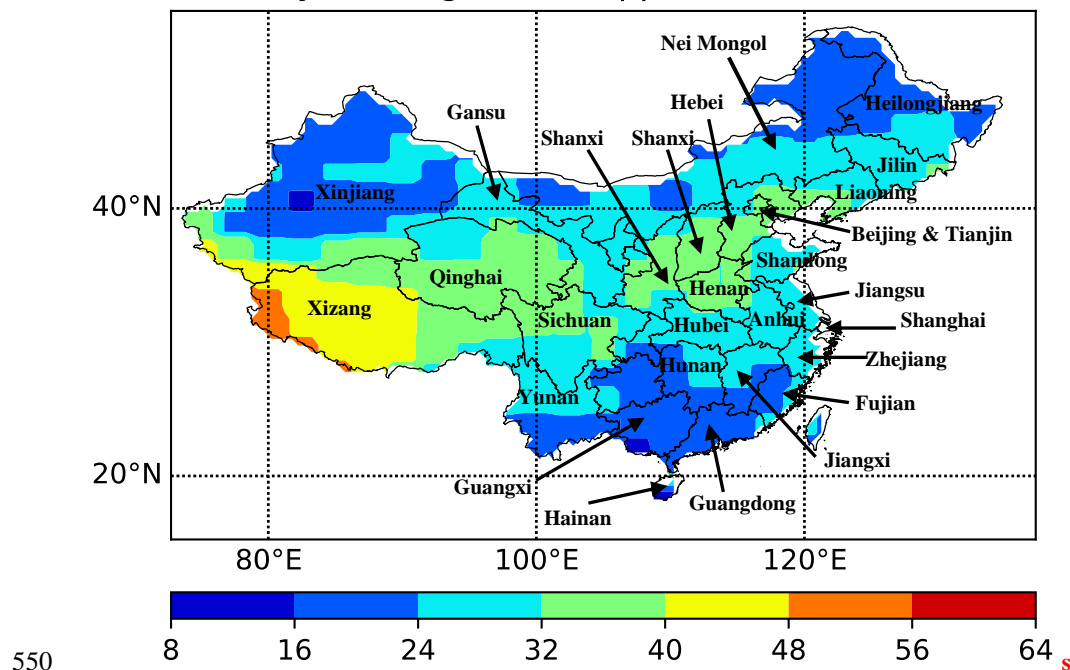 Nei Mongol
Heilongjiang
Hebei
Gansu
Shanxi
Shanxi
Jilin
Xinjiang
Liaoning
40°N
Beijing & Tianjin
Shandong
Qinghai
Henan
Jiangsu
Xizang
Sichuan
Hubei
Anhui
Shanghai
Hunan
Zhejiang
Yunan
Fujian
Jiangxi
20°N
Guangxi
Guangdong
Hainan
80°E 100°E 120°E
8 16 24 32 40 48 56 64
550
s